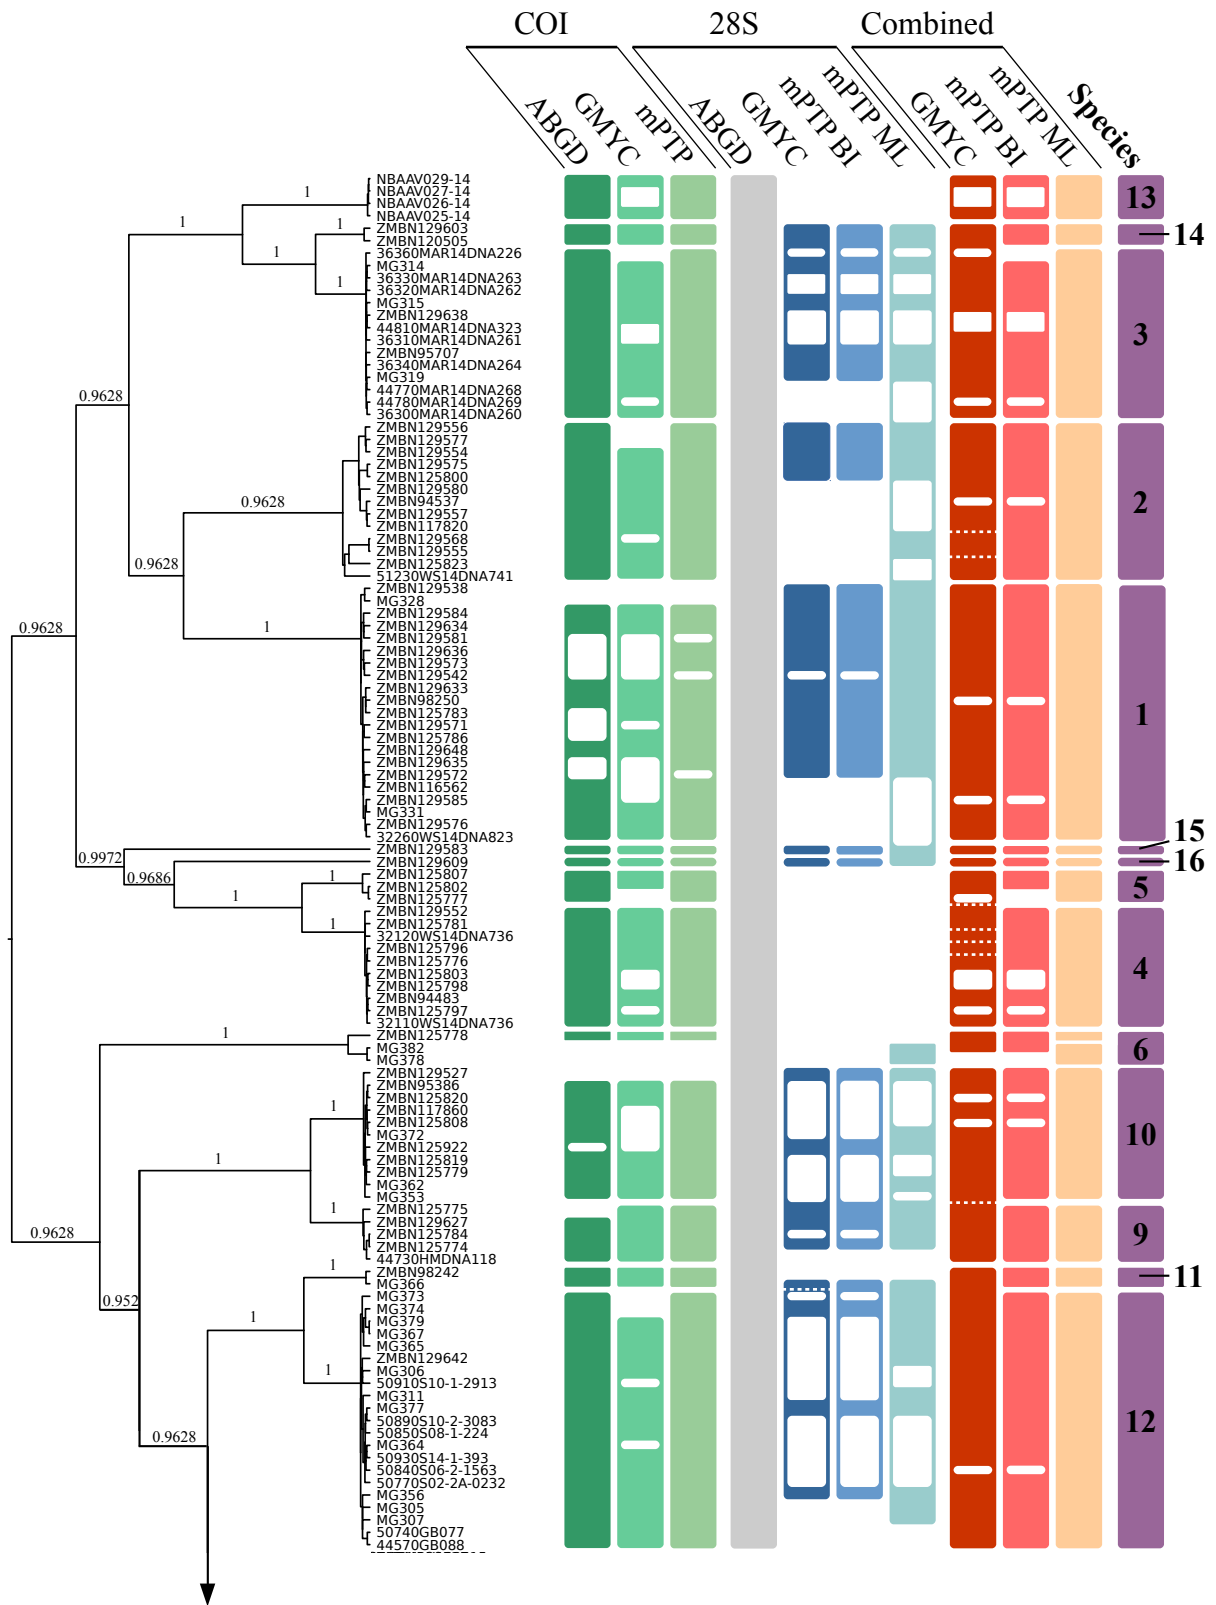 COI 28S Combined
ABGD GMYC mPTP ABGD GMYC mPTP BI mPTP ML GMYC mPTP BI mPTP ML Species
NBAAV029-14
NBAAV027-14
NBAAV026-14
NBAAV025-14
ZMBN129603
ZMBN120505
36360MAR14DNA226
MG314
36330MAR14DNA263
36320MAR14DNA262
MG315
ZMBN129638
44810MAR14DNA323
36310MAR14DNA261
ZMBN95707
36340MAR14DNA264
MG319
44770MAR14DNA268
44780MAR14DNA269
36300MAR14DNA260
ZMBN129556
ZMBN129577
ZMBN129554
ZMBN129575
ZMBN125800
ZMBN129580
ZMBN94537
ZMBN129557
ZMBN117820
ZMBN129568
ZMBN129555
ZMBN125823
51230WS14DNA741
ZMBN129538
MG328
ZMBN129584
ZMBN129634
ZMBN129581
ZMBN129636
ZMBN129573
ZMBN129542
ZMBN129633
ZMBN98250
ZMBN125783
ZMBN129571
ZMBN125786
ZMBN129648
ZMBN129635
ZMBN129572
ZMBN116562
ZMBN129585
MG331
ZMBN129576
32260WS14DNA823
ZMBN129583
ZMBN129609
ZMBN125807
ZMBN125802
ZMBN125777
ZMBN129552
ZMBN125781
32120WS14DNA736
ZMBN125796
ZMBN125776
ZMBN125803
ZMBN125798
ZMBN94483
ZMBN125797
32110WS14DNA736
ZMBN125778
MG382
MG378
ZMBN129527
ZMBN95386
ZMBN125820
ZMBN117860
ZMBN125808
MG372
ZMBN125922
ZMBN125819
ZMBN125779
MG362
MG353
ZMBN125775
ZMBN129627
ZMBN125784
ZMBN125774
44730HMDNA118
ZMBN98242
MG366
MG373
MG374
MG379
MG367
MG365
ZMBN129642
MG306
50910S10-1-2913
MG311
MG377
50890S10-2-3083
50850S08-1-224
MG364
50930S14-1-393
50840S06-2-1563
50770S02-2A-0232
MG356
MG305
MG307
50740GB077
44570GB088
1
1
1
1
0.9628
0.9628
0.9628
1
0.9628
0.9972
0.9686
1
1
1
1
0.9628
1
1
1
0.952
1
1
1
0.9628
13
14
3
2
1
15
16
5
4
6
10
9
11
12